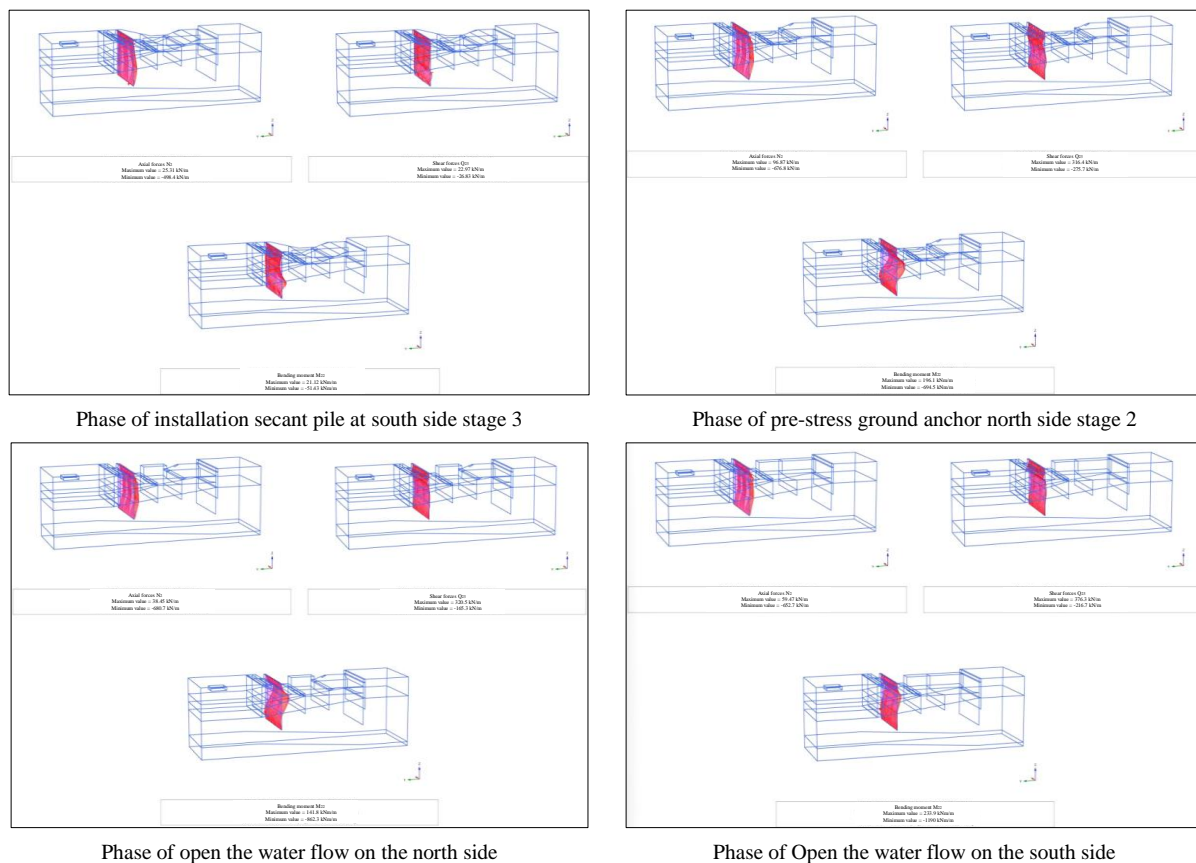 Axial forces N2
Maximum value = 25.31 kN/m
Minimum value = -498.4 kN/m
Shear forces Q23
Maximum value = 22.97 kN/m
Minimum value = -26.83 kN/m
Bending moment M22
Maximum value = 21.12 kNm/m
Minimum value = -51.63 kNm/m
Phase of installation secant pile at south side stage 3
Axial forces N2
Maximum value = 96.87 kN/m
Minimum value = -676.8 kN/m
Shear forces Q23
Maximum value = 316.4 kN/m
Minimum value = -275.7 kN/m
Bending moment M22
Maximum value = 196.1 kNm/m
Minimum value = -694.5 kNm/m
Phase of pre-stress ground anchor north side stage 2
Axial forces N2
Maximum value = 38.45 kN/m
Minimum value = -680.7 kN/m
Shear forces Q23
Maximum value = 320.5 kN/m
Minimum value = -165.3 kN/m
Bending moment M22
Maximum value = 141.8 kNm/m
Minimum value = -862.3 kNm/m
Phase of open the water flow on the north side
Axial forces N2
Maximum value = 59.47 kN/m
Minimum value = -652.7 kN/m
Shear forces Q23
Maximum value = 376.3 kN/m
Minimum value = -216.7 kN/m
Bending moment M22
Maximum value = 233.9 kNm/m
Minimum value = -1190 kNm/m
Phase of Open the water flow on the south side